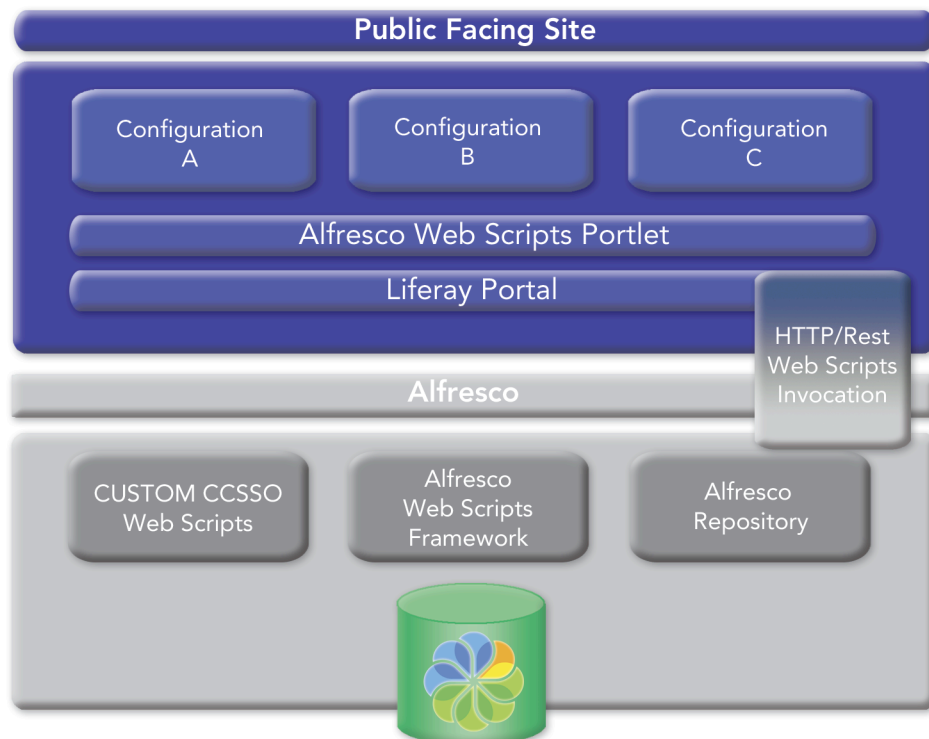 Public Facing Site
Configuration
A
Configuration
B
Configuration
C
Alfresco Web Scripts Portlet
Liferay Portal
HTTP/Rest
Web Scripts
Invocation
Alfresco
CUSTOM CCSSO
Web Scripts
Alfresco
Web Scripts
Framework
Alfresco
Repository